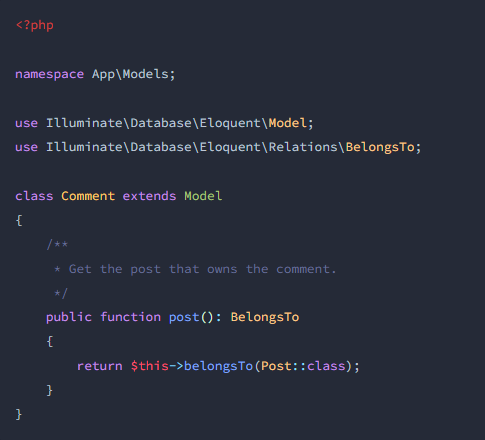 <?php
namespace App\Models;
use Illuminate\Database\Eloquent\Model;
use Illuminate\Database\Eloquent\Relations\BelongsTo;
class Comment extends Model
{
    /**
     * Get the post that owns the comment.
     */
    public function post(): BelongsTo
    {
        return $this->belongsTo(Post::class);
    }
}